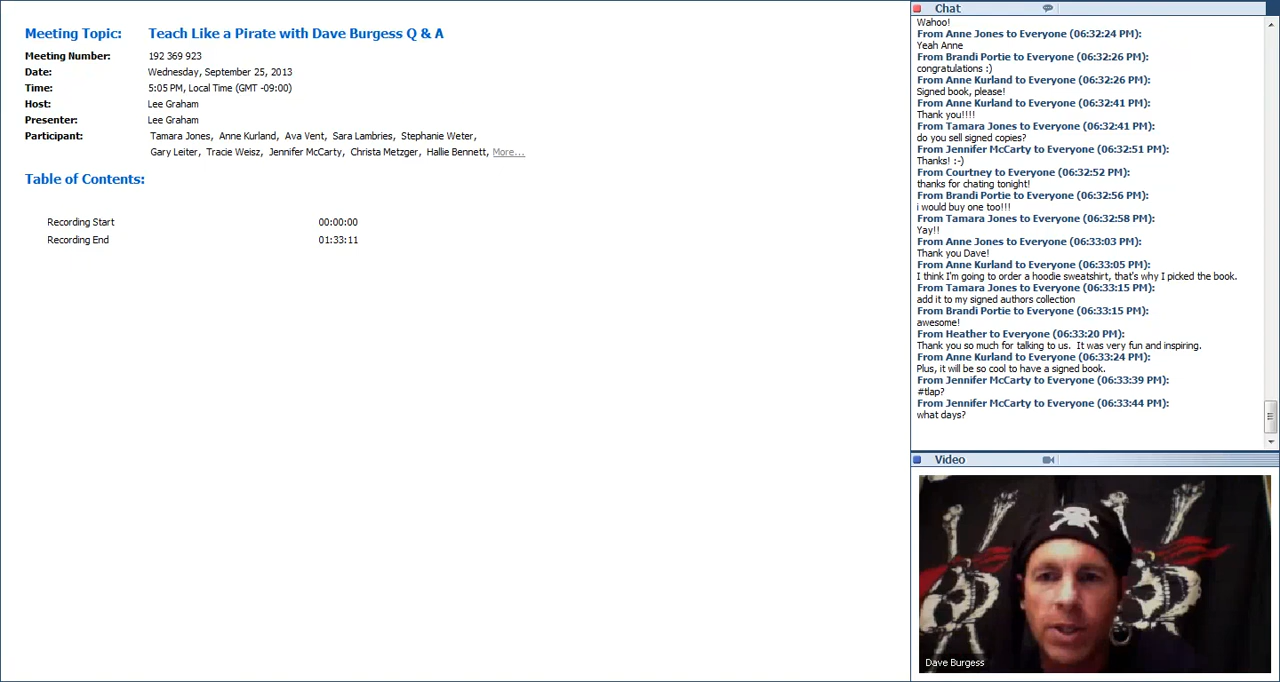 Meeting Topic: Teach Like a Pirate with Dave Burgess Q & A
Meeting Number: 192 369 923
Date: Wednesday, September 25, 2013
Time: 5:05 PM, Local Time (GMT -09:00)
Host: Lee Graham
Presenter: Lee Graham
Participant: Tamara Jones, Anne Kurland, Ava Vent, Sara Lambries, Stephanie Weter,
Gary Leiter, Tracie Weisz, Jennifer McCarty, Christa Metzger, Hallie Bennett, More...
Table of Contents:
Recording Start 00:00:00
Recording End 01:33:11
Chat
Wahoo!
From Anne Jones to Everyone (06:32:24 PM):
Yeah Anne
From Brandi Portie to Everyone (06:32:26 PM):
congratulations :)
From Anne Kurland to Everyone (06:32:26 PM):
Signed book, please!
From Anne Kurland to Everyone (06:32:41 PM):
Thank you!!!!
From Tamara Jones to Everyone (06:32:41 PM):
do you sell signed copies?
From Jennifer McCarty to Everyone (06:32:51 PM):
Thanks! :-)
From Courtney to Everyone (06:32:52 PM):
thanks for chating tonight!
From Brandi Portie to Everyone (06:32:56 PM):
i would buy one too!!!
From Tamara Jones to Everyone (06:32:58 PM):
Yay!!
From Anne Jones to Everyone (06:33:03 PM):
Thank you Dave!
From Anne Kurland to Everyone (06:33:05 PM):
I think I'm going to order a hoodie sweatshirt, that's why I picked the book.
From Tamara Jones to Everyone (06:33:15 PM):
add it to my signed authors collection
From Brandi Portie to Everyone (06:33:15 PM):
awesome!
From Heather to Everyone (06:33:20 PM):
Thank you so much for talking to us.  It was very fun and inspiring.
From Anne Kurland to Everyone (06:33:24 PM):
Plus, it will be so cool to have a signed book.
From Jennifer McCarty to Everyone (06:33:39 PM):
#tlap?
From Jennifer McCarty to Everyone (06:33:44 PM):
what days?
Video
Dave Burgess